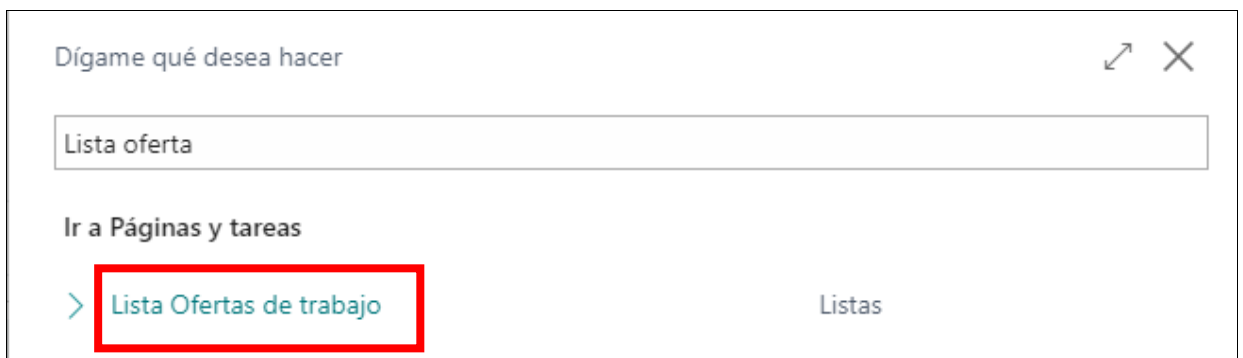 Dígame qué desea hacer
Lista oferta
Ir a Páginas y tareas
Lista Ofertas de trabajo Listas